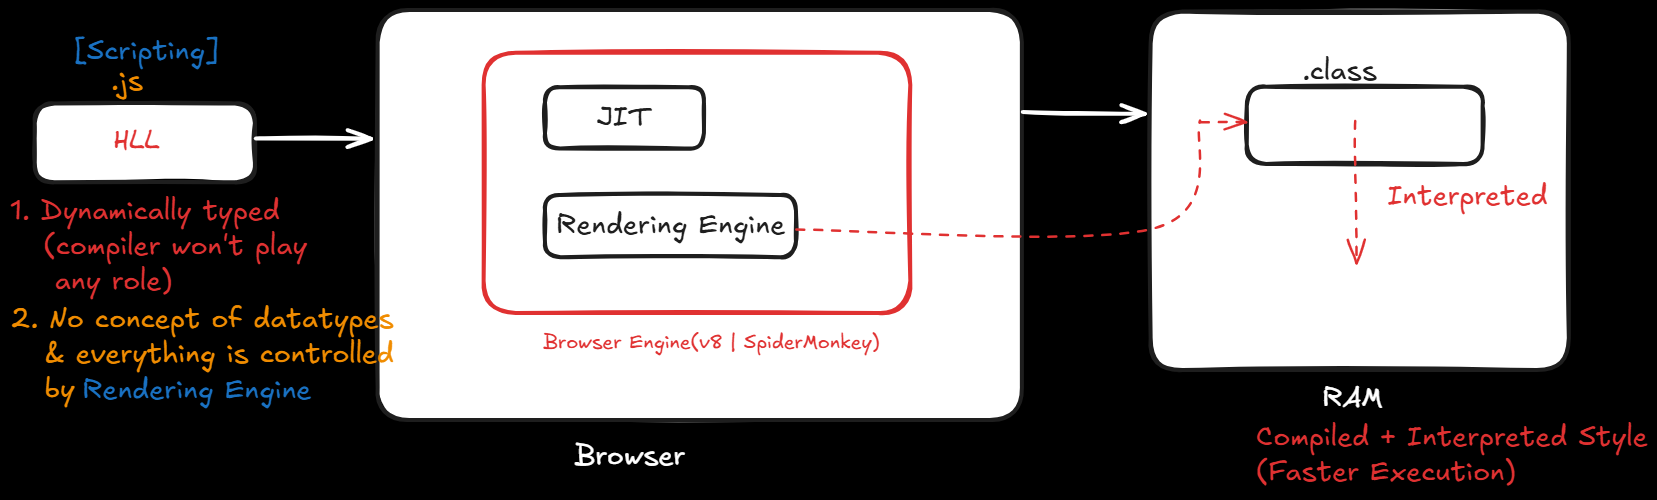 [Scripting]
.js
HLL
1. Dynamically typed
(compiler won't play
any role)
2. No concept of datatypes
& everything is controlled
by Rendering Engine
JIT
Rendering Engine
Browser Engine(v8 | SpiderMonkey)
Browser
.class
Interpreted
RAM
Compiled + Interpreted Style
(Faster Execution)